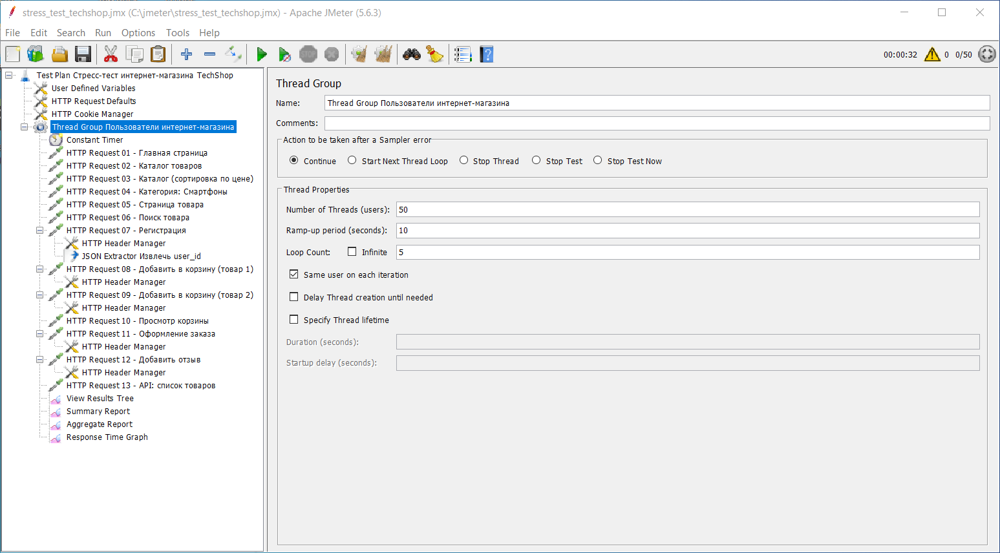 stress_test_techshop.jmx (C:\jmeter\stress_test_techshop.jmx) - Apache JMeter (5.6.3)
File Edit Search Run Options Tools Help
STOP
00:00:32 0 0/50
Test Plan Стресс-тест интернет-магазина TechShop
User Defined Variables
HTTP Request Defaults
HTTP Cookie Manager
Thread Group Пользователи интернет-магазина
Constant Timer
HTTP Request 01 - Главная страница
HTTP Request 02 - Каталог товаров
HTTP Request 03 - Каталог (сортировка по цене)
HTTP Request 04 - Категория: Смартфоны
HTTP Request 05 - Страница товара
HTTP Request 06 - Поиск товара
HTTP Request 07 - Регистрация
HTTP Header Manager
JSON Extractor Извлечь user_id
HTTP Request 08 - Добавить в корзину (товар 1)
HTTP Header Manager
HTTP Request 09 - Добавить в корзину (товар 2)
HTTP Header Manager
HTTP Request 10 - Просмотр корзины
HTTP Request 11 - Оформление заказа
HTTP Header Manager
HTTP Request 12 - Добавить отзыв
HTTP Header Manager
HTTP Request 13 - API: список товаров
View Results Tree
Summary Report
Aggregate Report
Response Time Graph
Thread Group
Name: Thread Group Пользователи интернет-магазина
Comments:
Action to be taken after a Sampler error
Continue Start Next Thread Loop Stop Thread Stop Test Stop Test Now
Thread Properties
Number of Threads (users): 50
Ramp-up period (seconds): 10
Loop Count: Infinite 5
Same user on each iteration
Delay Thread creation until needed
Specify Thread lifetime
Duration (seconds):
Startup delay (seconds):